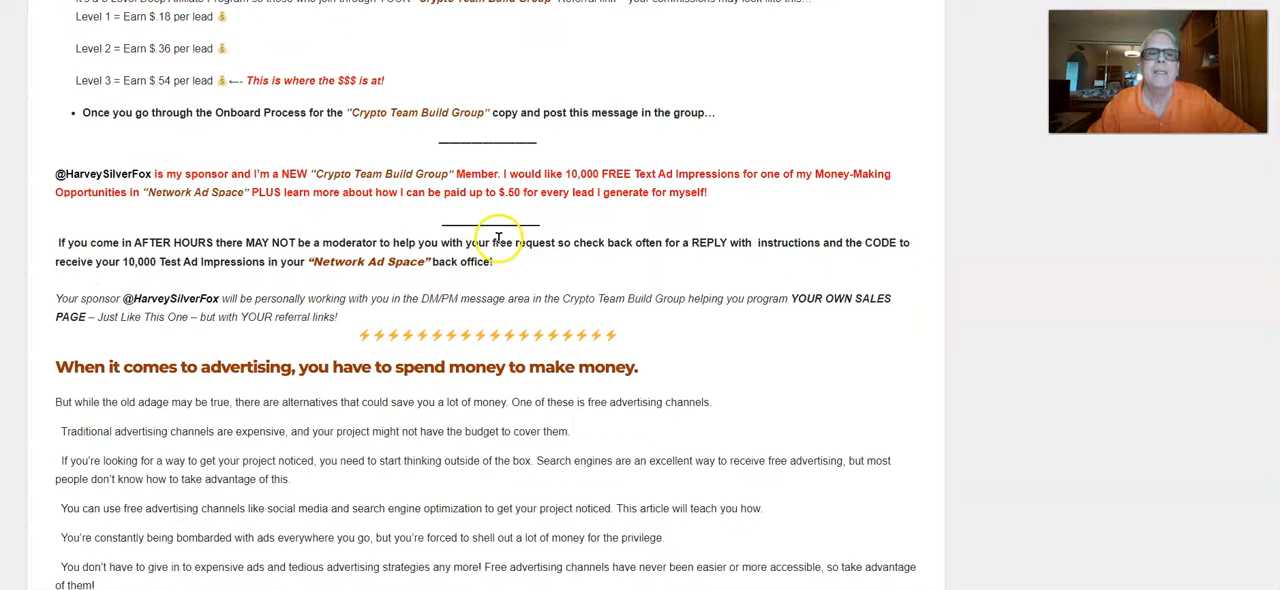 Level 1 = Earn $.18 per lead 💰
Level 2 = Earn $.36 per lead 💰
Level 3 = Earn $.54 per lead 💰 ←– This is where the $$$ is at!
• Once you go through the Onboard Process for the "Crypto Team Build Group" copy and post this message in the group…
@HarveySilverFox is my sponsor and I'm a NEW "Crypto Team Build Group" Member. I would like 10,000 FREE Text Ad Impressions for one of my Money-Making
Opportunities in "Network Ad Space" PLUS learn more about how I can be paid up to $.50 for every lead I generate for myself!
If you come in AFTER HOURS there MAY NOT be a moderator to help you with your free request so check back often for a REPLY with instructions and the CODE to
receive your 10,000 Test Ad Impressions in your "Network Ad Space" back office!
Your sponsor @HarveySilverFox will be personally working with you in the DM/PM message area in the Crypto Team Build Group helping you program YOUR OWN SALES
PAGE – Just Like This One – but with YOUR referral links!
⚡⚡⚡⚡⚡⚡⚡⚡⚡⚡⚡⚡⚡⚡⚡⚡⚡⚡
When it comes to advertising, you have to spend money to make money.
But while the old adage may be true, there are alternatives that could save you a lot of money. One of these is free advertising channels.
Traditional advertising channels are expensive, and your project might not have the budget to cover them.
If you're looking for a way to get your project noticed, you need to start thinking outside of the box. Search engines are an excellent way to receive free advertising, but most
people don't know how to take advantage of this.
You can use free advertising channels like social media and search engine optimization to get your project noticed. This article will teach you how.
You're constantly being bombarded with ads everywhere you go, but you're forced to shell out a lot of money for the privilege.
You don't have to give in to expensive ads and tedious advertising strategies any more! Free advertising channels have never been easier or more accessible, so take advantage
of them!